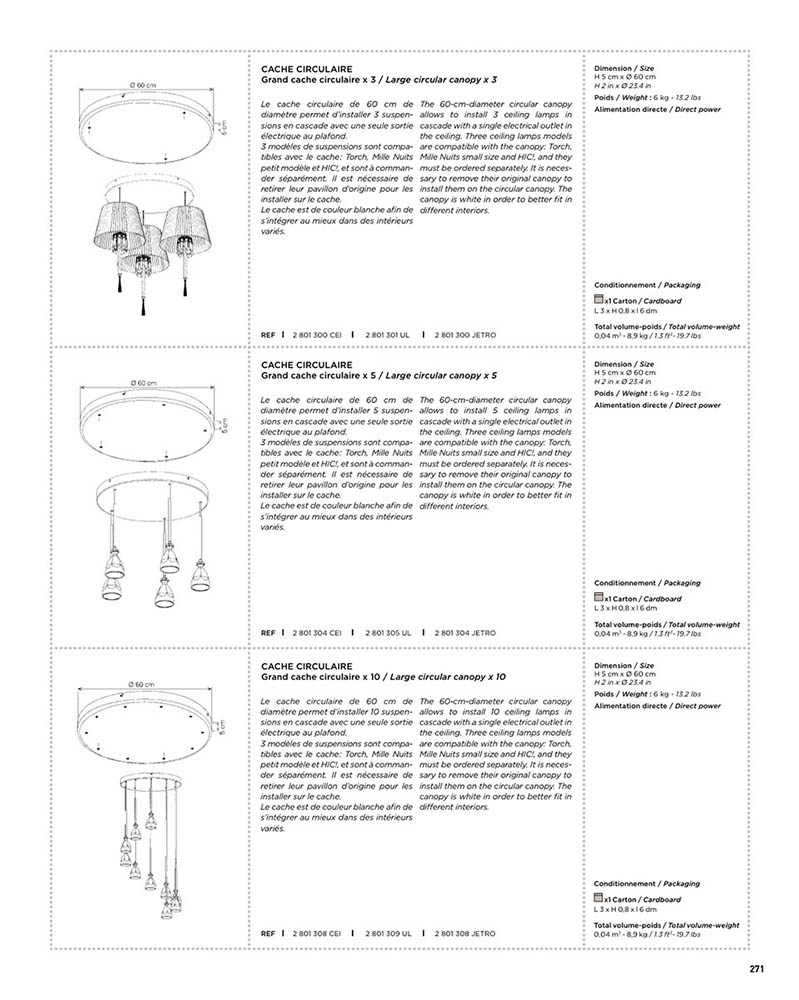 CACHE CIRCULAIRE
Grand cache circulaire x 3 / Large circular canopy x 3
Ø 60 cm
5 cm
Le cache circulaire de 60 cm de
diamètre permet d'installer 3 suspen-
sions en cascade avec une seule sortie
électrique au plafond.
3 modèles de suspensions sont compa-
tibles avec le cache: Torch, Mille Nuits
petit modèle et HIC!, et sont à comman-
der séparément. Il est nécessaire de
retirer leur pavillon d'origine pour les
installer sur le cache.
Le cache est de couleur blanche afin de
s'intégrer au mieux dans des intérieurs
variés.
The 60-cm-diameter circular canopy
allows to install 3 ceiling lamps in
cascade with a single electrical outlet in
the ceiling. Three ceiling lamps models
are compatible with the canopy: Torch,
Mille Nuits small size and HIC!, and they
must be ordered separately. It is neces-
sary to remove their original canopy to
install them on the circular canopy. The
canopy is white in order to better fit in
different interiors.
REF I 2 801 300 CEI I 2 801 301 UL I 2 801 300 JETRO
Dimension / Size
H 5 cm x Ø 60 cm
H 2 in x Ø 23.4 in
Poids / Weight : 6 kg - 13.2 lbs
Alimentation directe / Direct power
Conditionnement / Packaging
x1 Carton / Cardboard
L 3 x H 0,8 x l 6 dm
Total volume-poids / Total volume-weight
0,04 m³ - 8,9 kg / 1.3 ft³- 19.7 lbs
CACHE CIRCULAIRE
Grand cache circulaire x 5 / Large circular canopy x 5
Ø 60 cm
5 cm
Le cache circulaire de 60 cm de
diamètre permet d'installer 5 suspen-
sions en cascade avec une seule sortie
électrique au plafond.
3 modèles de suspensions sont compa-
tibles avec le cache: Torch, Mille Nuits
petit modèle et HIC!, et sont à comman-
der séparément. Il est nécessaire de
retirer leur pavillon d'origine pour les
installer sur le cache.
Le cache est de couleur blanche afin de
s'intégrer au mieux dans des intérieurs
variés.
The 60-cm-diameter circular canopy
allows to install 5 ceiling lamps in
cascade with a single electrical outlet in
the ceiling. Three ceiling lamps models
are compatible with the canopy: Torch,
Mille Nuits small size and HIC!, and they
must be ordered separately. It is neces-
sary to remove their original canopy to
install them on the circular canopy. The
canopy is white in order to better fit in
different interiors.
REF I 2 801 304 CEI I 2 801 305 UL I 2 801 304 JETRO
Dimension / Size
H 5 cm x Ø 60 cm
H 2 in x Ø 23.4 in
Poids / Weight : 6 kg - 13.2 lbs
Alimentation directe / Direct power
Conditionnement / Packaging
x1 Carton / Cardboard
L 3 x H 0,8 x l 6 dm
Total volume-poids / Total volume-weight
0,04 m³ - 8,9 kg / 1.3 ft³- 19.7 lbs
CACHE CIRCULAIRE
Grand cache circulaire x 10 / Large circular canopy x 10
Ø 60 cm
5 cm
Le cache circulaire de 60 cm de
diamètre permet d'installer 10 suspen-
sions en cascade avec une seule sortie
électrique au plafond.
3 modèles de suspensions sont compa-
tibles avec le cache: Torch, Mille Nuits
petit modèle et HIC!, et sont à comman-
der séparément. Il est nécessaire de
retirer leur pavillon d'origine pour les
installer sur le cache.
Le cache est de couleur blanche afin de
s'intégrer au mieux dans des intérieurs
variés.
The 60-cm-diameter circular canopy
allows to install 10 ceiling lamps in
cascade with a single electrical outlet in
the ceiling. Three ceiling lamps models
are compatible with the canopy: Torch,
Mille Nuits small size and HIC!, and they
must be ordered separately. It is neces-
sary to remove their original canopy to
install them on the circular canopy. The
canopy is white in order to better fit in
different interiors.
REF I 2 801 308 CEI I 2 801 309 UL I 2 801 308 JETRO
Dimension / Size
H 5 cm x Ø 60 cm
H 2 in x Ø 23.4 in
Poids / Weight : 6 kg - 13.2 lbs
Alimentation directe / Direct power
Conditionnement / Packaging
x1 Carton / Cardboard
L 3 x H 0,8 x l 6 dm
Total volume-poids / Total volume-weight
0,04 m³ - 8,9 kg / 1.3 ft³- 19.7 lbs
271